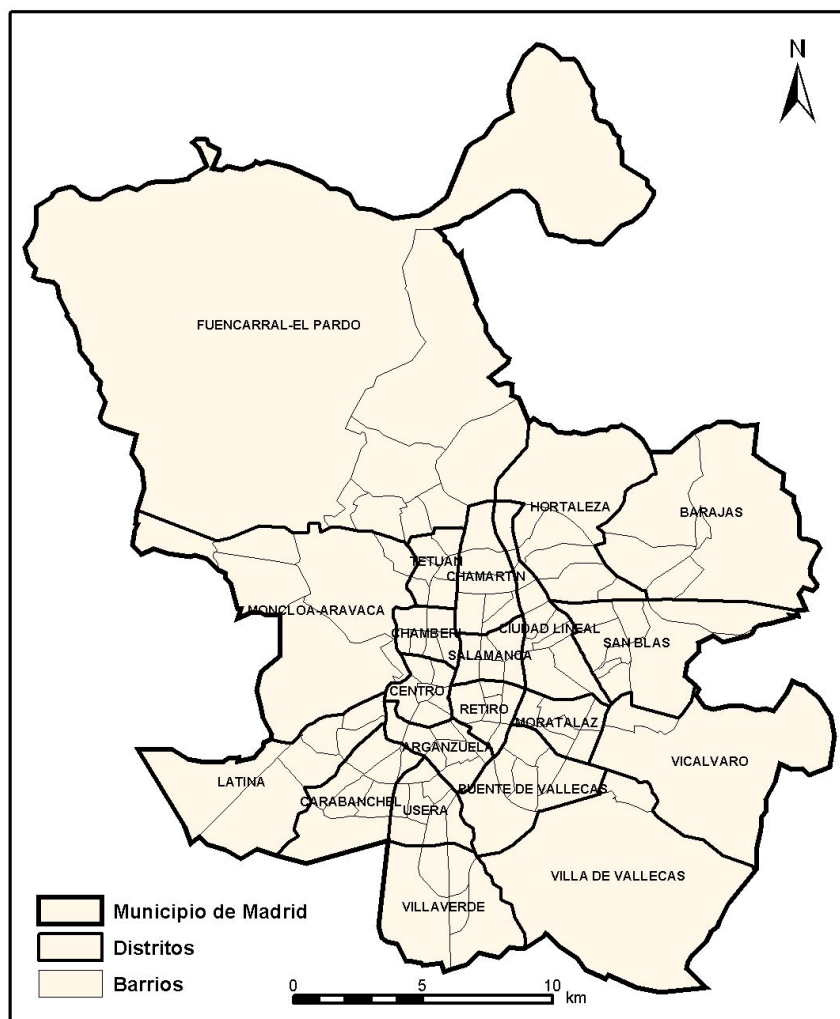 N
FUENCARRAL-EL PARDO
HORTALEZA
BARAJAS
TETUAN
CHAMARTIN
MONCLOA-ARAVACA
CHAMBERI
CIUDAD LINEAL
SAN BLAS
SALAMANCA
CENTRO
RETIRO
MORATALAZ
ARGANZUELA
VICALVARO
LATINA
CARABANCHEL
USERA
PUENTE DE VALLECAS
VILLA DE VALLECAS
VILLAVERDE
Municipio de Madrid
Distritos
Barrios
0 5 10
km